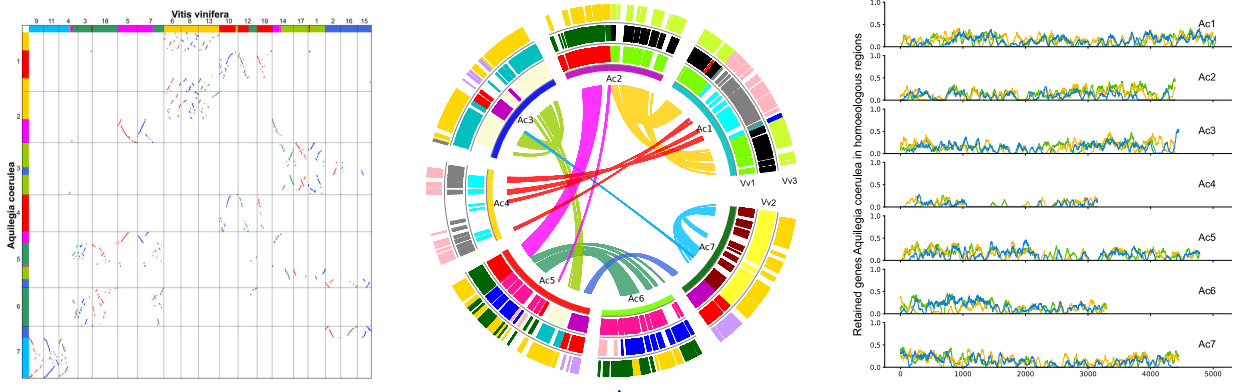 Vitis vinifera
9 11 4 3 18 5 7 6 8 13 10 12 19 14 17 1 2 16 15
Aquilegia coerulea
1
2
3
4
5
6
7
Ac2
Ac3
Ac1
Vv1
Vv3
Vv2
Ac4
Ac7
Ac5
Ac6
Retained genes Aquilegia coerulea in homoeologous regions
1.0
0.5
0.0
Ac1
1.0
0.5
0.0
Ac2
1.0
0.5
0.0
Ac3
1.0
0.5
0.0
Ac4
1.0
0.5
0.0
Ac5
1.0
0.5
0.0
Ac6
1.0
0.5
0.0
Ac7
0 1000 2000 3000 4000 5000